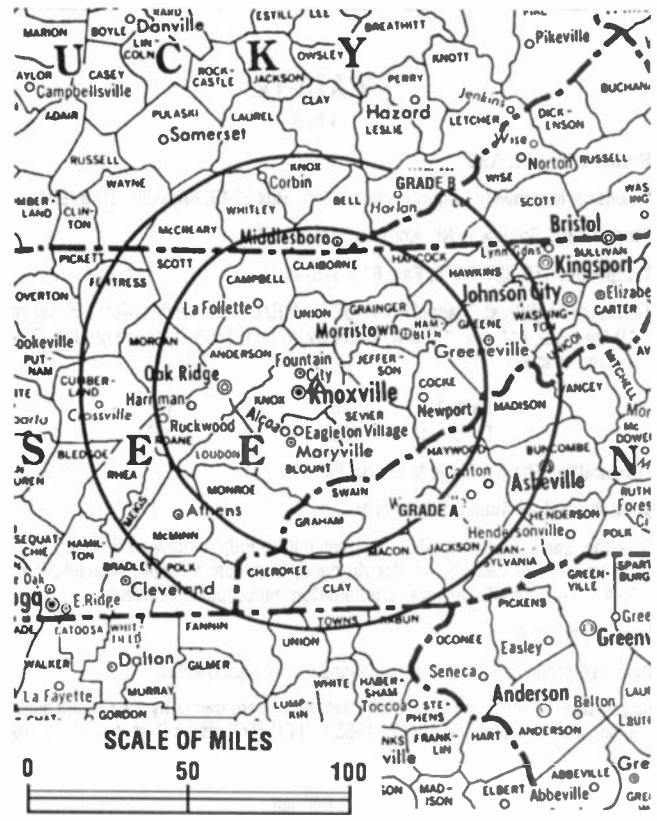 MARION
BOYLE
Danville
LIN-
COLN
ESTILL
LEE
BREATHITT
Pikeville
U C K Y
CASEY
ROCK-
CASTLE
JACKSON
OWSLEY
PERRY
KNOTT
Campbellsville
ADAIR
PULASKI
LAUREL
CLAY
Hazard
LESLIE
Jenkins
LETCHER
DICK-
ENSON
BUCHAN
Somerset
Wise
Norton
RUSSELL
RUSSELL
WAYNE
KNOX
Corbin
GRADE B
WISE
LEE
CLIN-
TON
WHITLEY
BELL
Harlan
SCOTT
McCREARY
Middlesboro
Bristol
PICKETT
SCOTT
CLAIBORNE
HANCOCK
Lynn Gdns
SULLIVAN
FENTRESS
CAMPBELL
HAWKINS
Kingsport
OVERTON
La Follette
UNION
GRAINGER
Johnson City
CARTER
Morristown
HAM-
BLEN
GREENE
WASHING-
TON
MORGAN
ANDERSON
Fountain
City
JEFFER-
SON
Greeneville
PUT-
NAM
CUMBER-
LAND
Oak Ridge
KNOX
Knoxville
COCKE
MADISON
YANCEY
MITCHELL
Crossville
Harriman
Newport
Ruckwood
Alcoa
SEVIER
S E E N
ROANE
Eagleton Village
BLEDSOE
LOUDON
Maryville
HAYWOOD
BUNCOMBE
RHEA
BLOUNT
Canton
Asheville
MONROE
SWAIN
MEIGS
GRADE A
HENDERSON
Athens
GRAHAM
Hendersonville
POLK
McMINN
MACON
JACKSON
TRAN-
SYLVANIA
HAMIL-
TON
BRADLEY
POLK
CHEROKEE
GREEN-
VILLE
Cleveland
CLAY
E.Ridge
PICKENS
FANNIN
TOWNS
RABUN
CATOOSA
WHIT-
FIELD
UNION
OCONEE
Easley
WALKER
Dalton
GILMER
Seneca
La Fayette
MURRAY
WHITE
HABER-
SHAM
Toccoa
STE-
PHENS
Anderson
Belton
GORDON
LUMP-
KIN
ANDERSON
SCALE OF MILES
FRANK-
LIN
HART
0 50 100
MAD-
ISON
ELBERT
ABBEVILLE
Abbeville